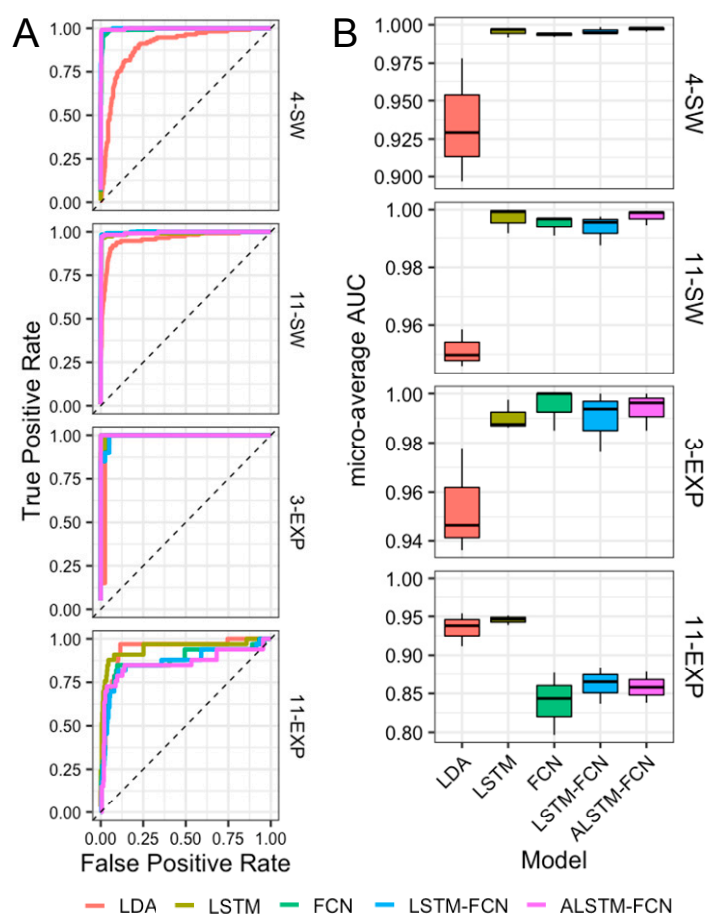 A
True Positive Rate
1.00
0.75
0.50
0.25
0.00
4-SW
1.00
0.75
0.50
0.25
0.00
11-SW
1.00
0.75
0.50
0.25
0.00
3-EXP
1.00
0.75
0.50
0.25
0.00
11-EXP
0.00 0.25 0.50 0.75 1.00
False Positive Rate
B
micro-average AUC
1.000
0.975
0.950
0.925
0.900
4-SW
1.00
0.98
0.96
11-SW
1.00
0.98
0.96
0.94
3-EXP
1.00
0.95
0.90
0.85
0.80
11-EXP
LDA
LSTM
FCN
LSTM-FCN
ALSTM-FCN
Model
LDA LSTM FCN LSTM-FCN ALSTM-FCN